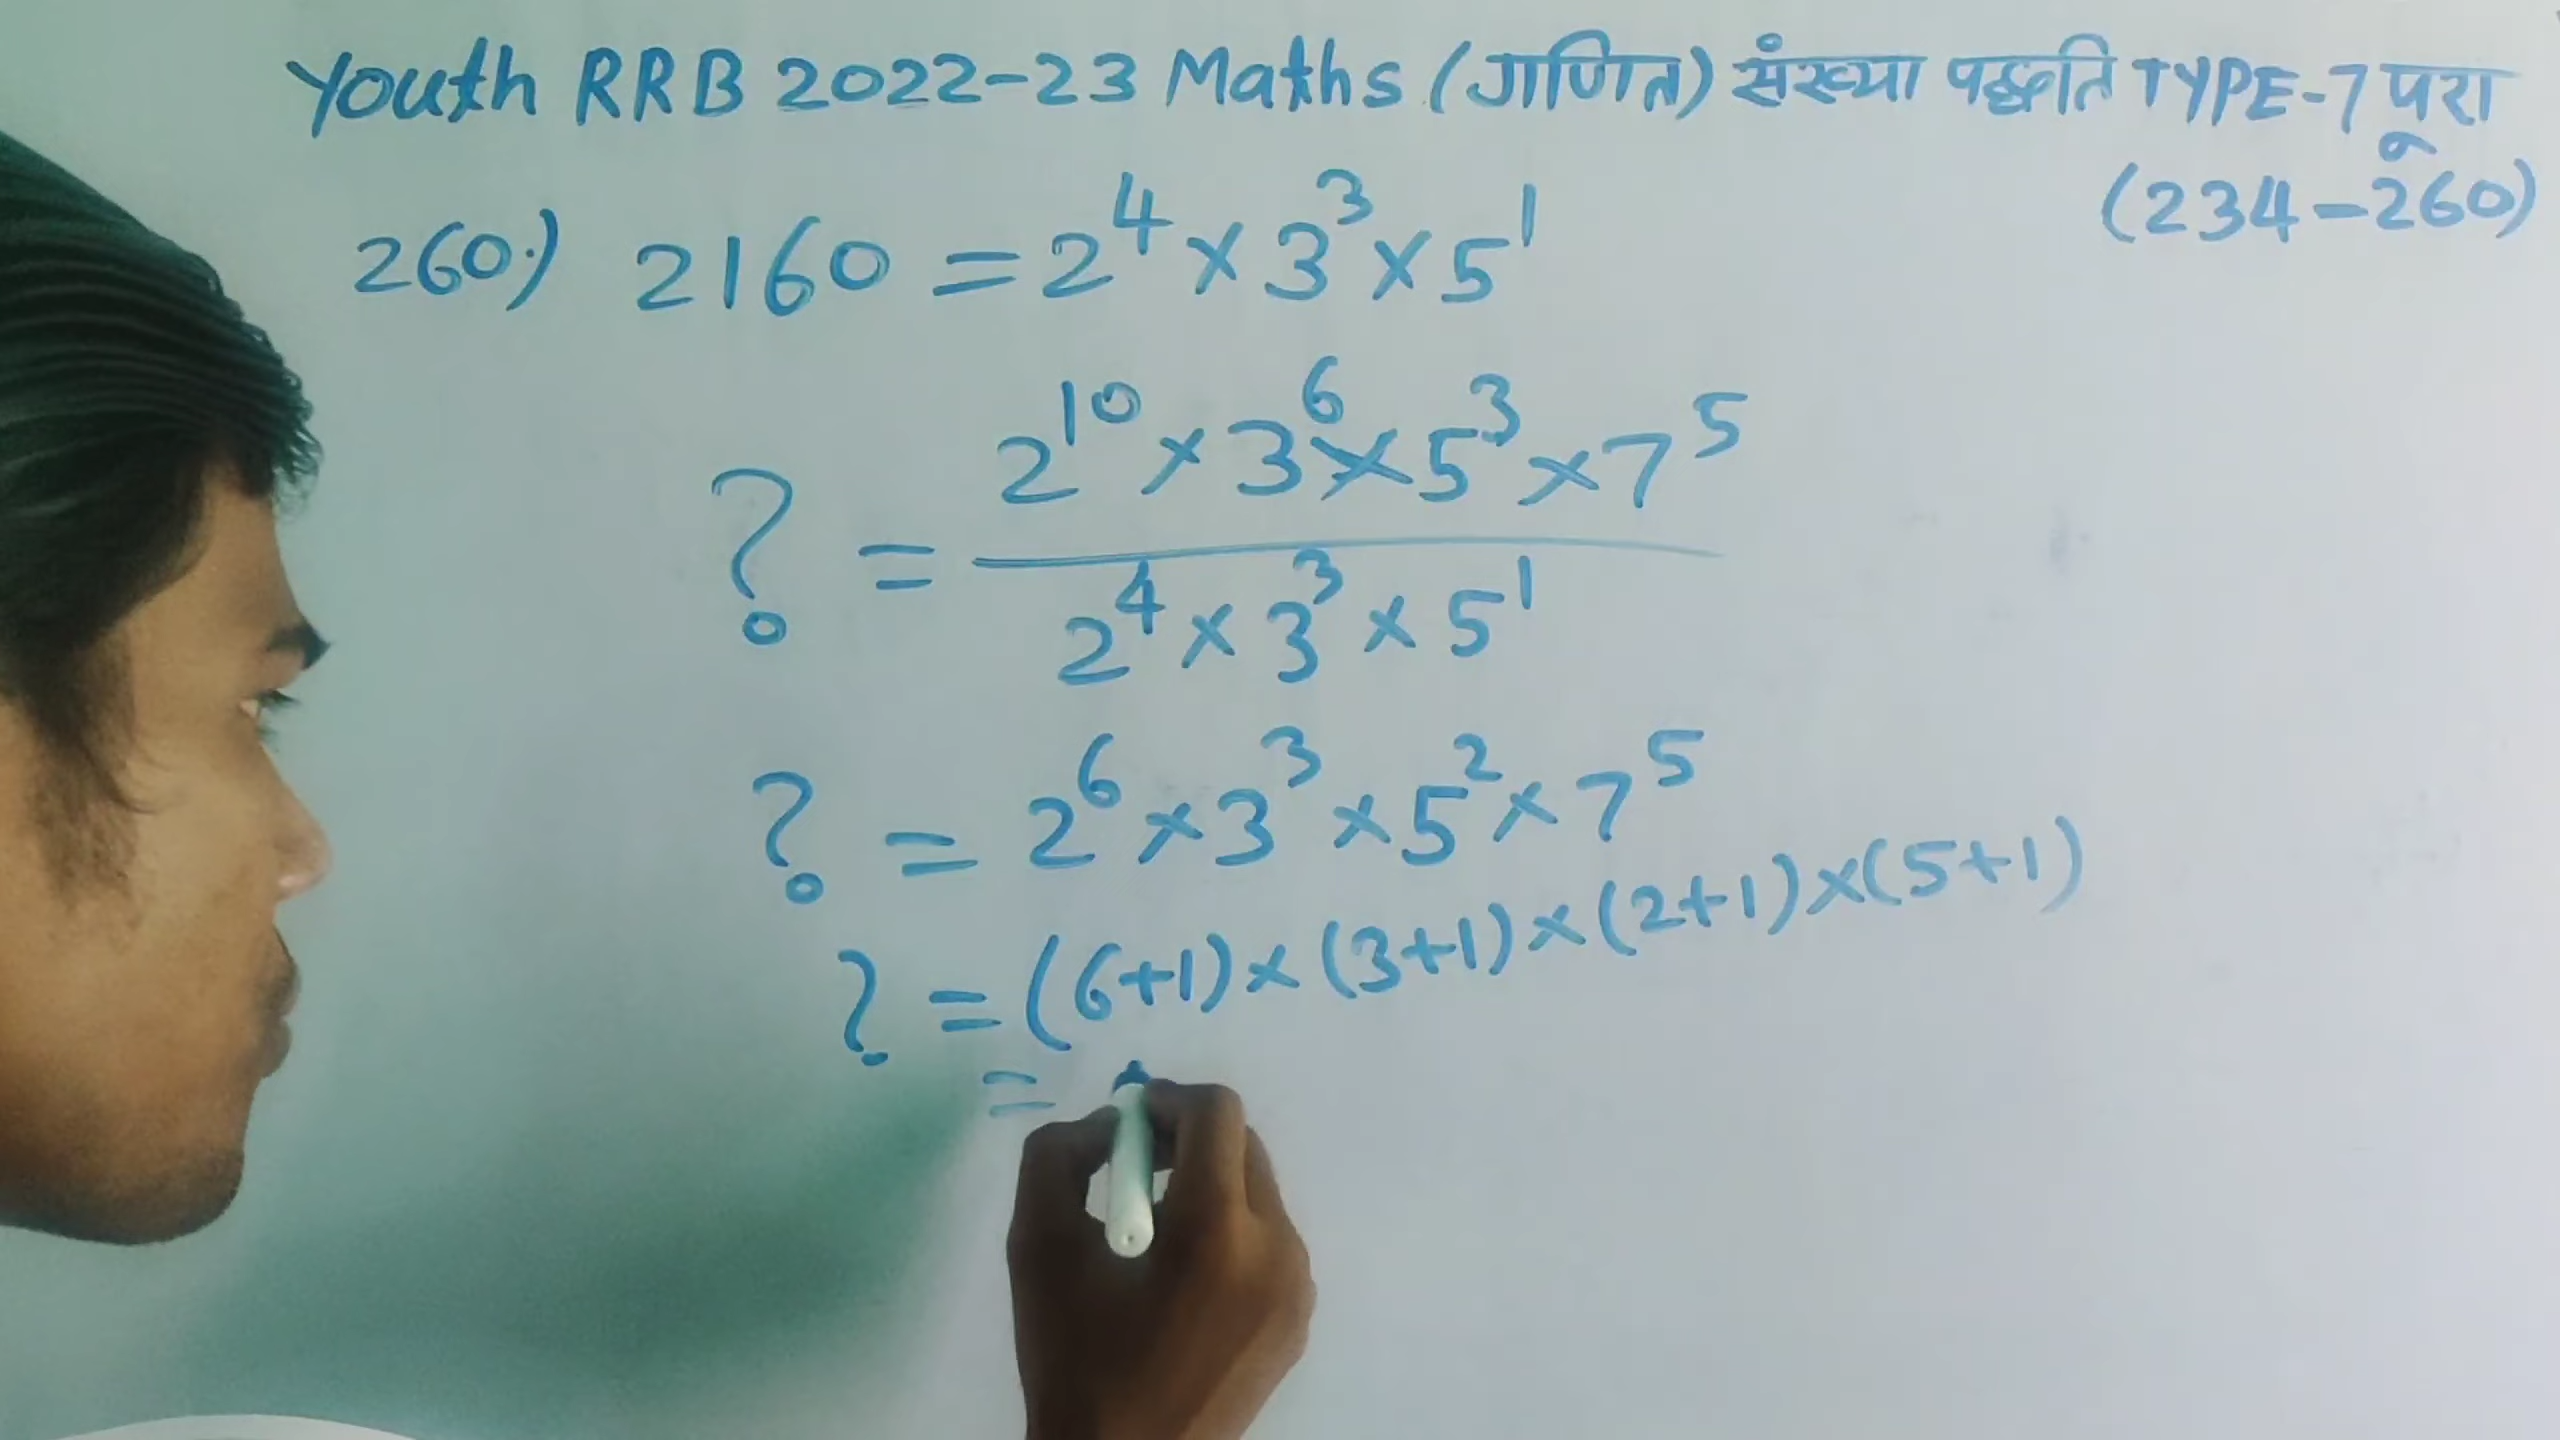 Youth RRB 2022-23 Maths (गणित) संख्या पद्धति TYPE-7 पूरा
(234-260)
260.) 2160 = 2⁴ × 3³ × 5¹
? = 2¹⁰ × 3⁶ × 5³ × 7⁵
2⁴ × 3³ × 5¹
? = 2⁶ × 3³ × 5² × 7⁵
? = (6+1) × (3+1) × (2+1) × (5+1)
=